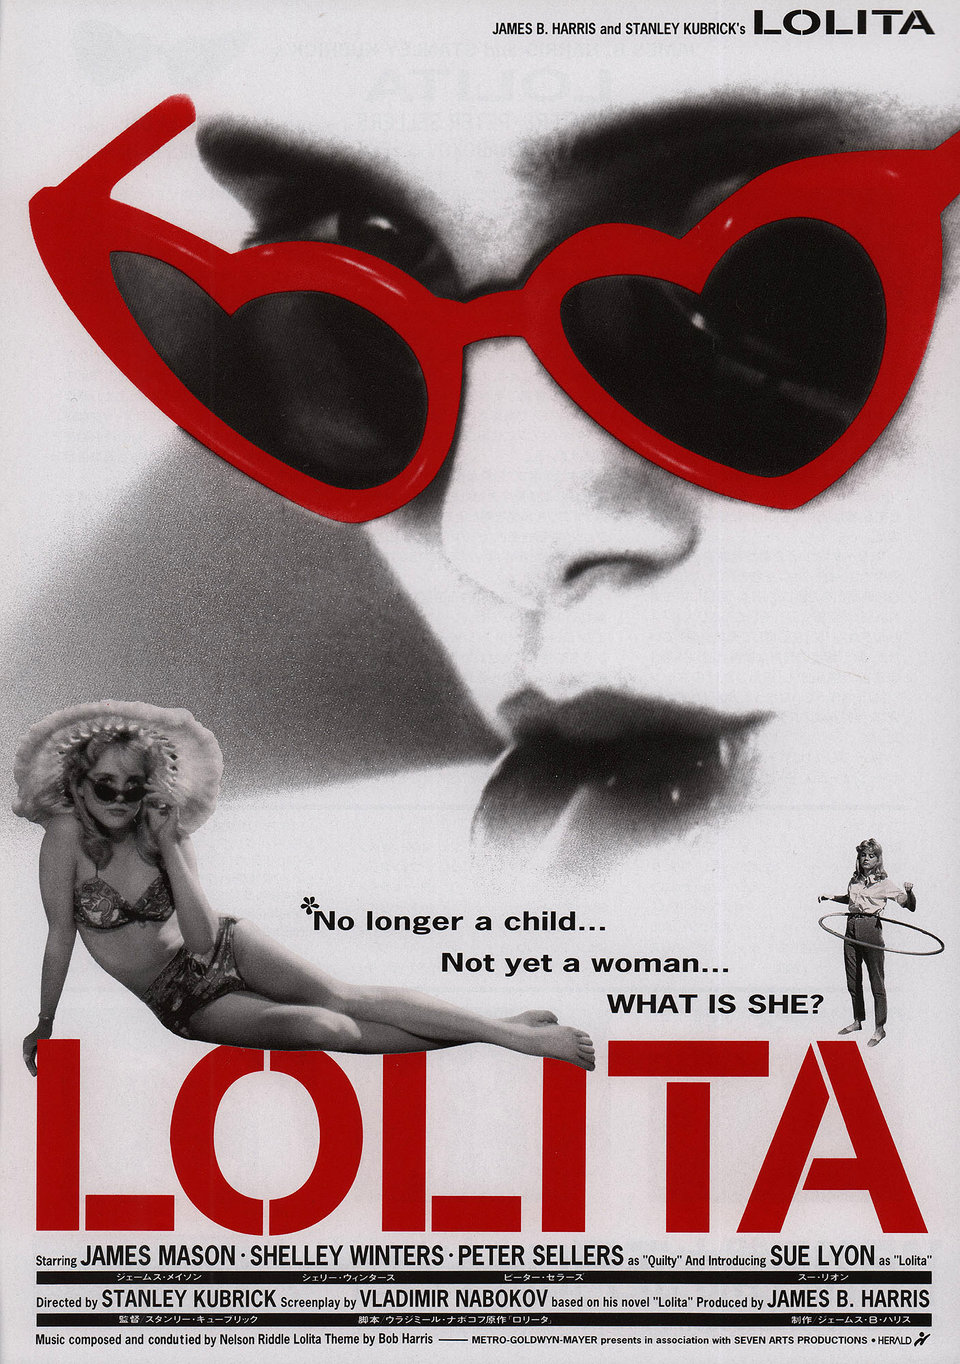 JAMES B. HARRIS and STANLEY KUBRICK's LOLITA
*No longer a child...
Not yet a woman...
WHAT IS SHE?
LOLITA
Starring JAMES MASON · SHELLEY WINTERS · PETER SELLERS as "Quilty" And Introducing SUE LYON as "Lolita"
ジェームス・メイソン シェリー・ウィンタース ピーター・セラーズ スー・リオン
Directed by STANLEY KUBRICK Screenplay by VLADIMIR NABOKOV based on his novel "Lolita" Produced by JAMES B. HARRIS
監督/スタンリー・キューブリック 脚本/ウラジミール・ナボコフ原作「ロリータ」 制作/ジェームス・B・ハリス
Music composed and condutied by Nelson Riddle Lolita Theme by Bob Harris —— METRO-GOLDWYN-MAYER presents in association with SEVEN ARTS PRODUCTIONS • HERALD